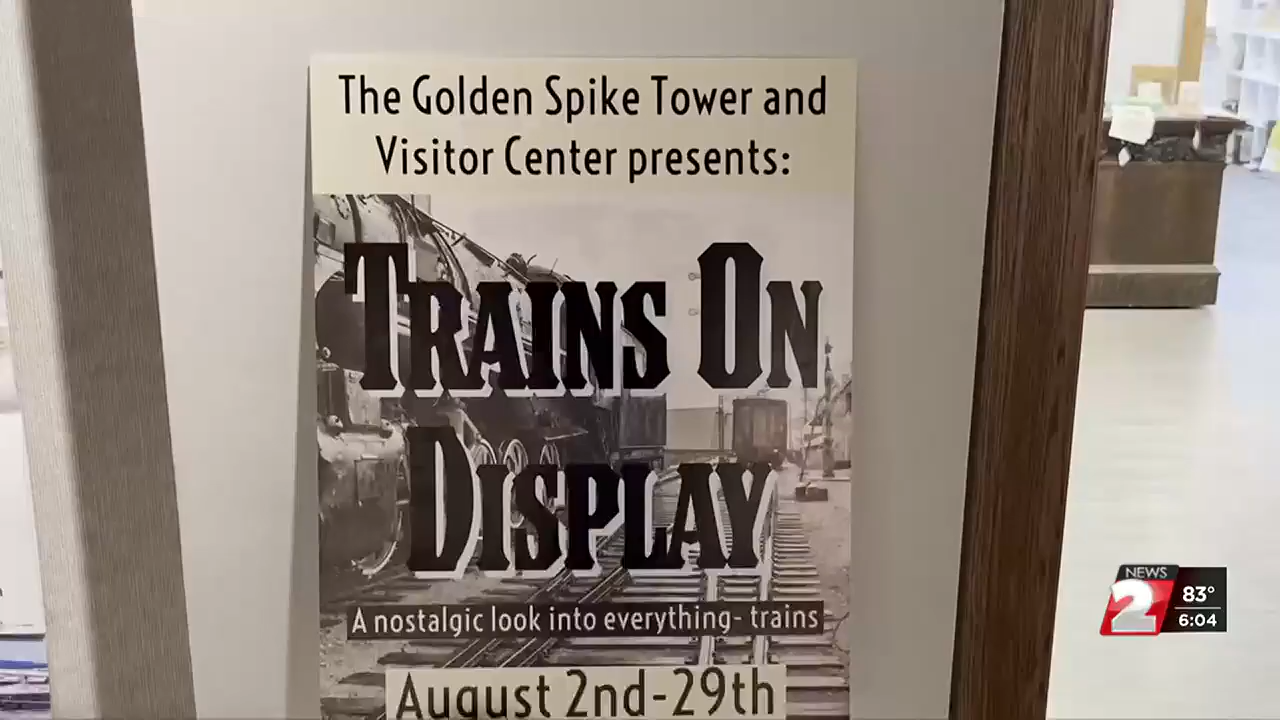 The Golden Spike Tower and
Visitor Center presents:
TRAINS ON
DISPLAY
A nostalgic look into everything- trains
August 2nd-29th
NEWS
2
83°
6:04